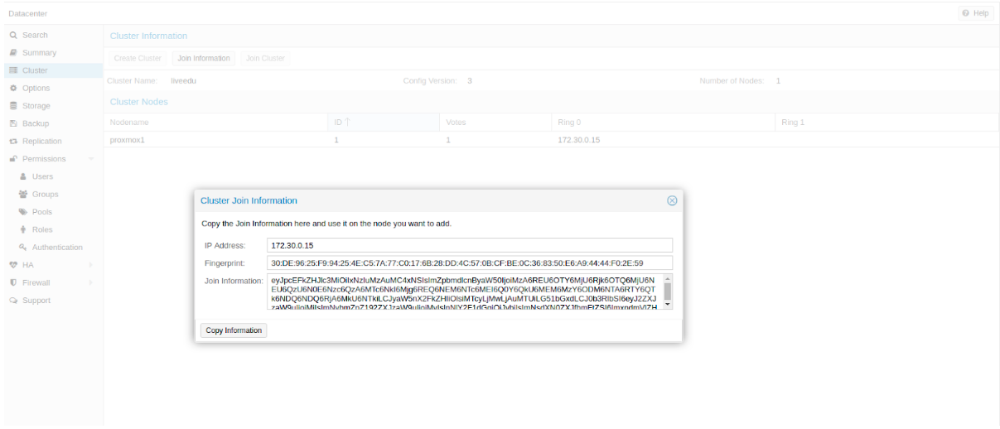 Datacenter
Help
Search
Summary
Cluster
Options
Storage
Backup
Replication
Permissions
Users
Groups
Pools
Roles
Authentication
HA
Firewall
Support
Cluster Information
Create Cluster Join Information Join Cluster
Cluster Name: liveedu Config Version: 3 Number of Nodes: 1
Cluster Nodes
Nodename ID Votes Ring 0 Ring 1
proxmox1 1 1 172.30.0.15
Cluster Join Information
Copy the Join Information here and use it on the node you want to add.
IP Address: 172.30.0.15
Fingerprint: 30:DE:96:25:F9:94:25:4E:C5:7A:77:C0:17:6B:28:DD:4C:57:0B:CF:BE:0C:36:83:50:E6:A9:44:44:F0:2E:59
Join Information:
Copy Information